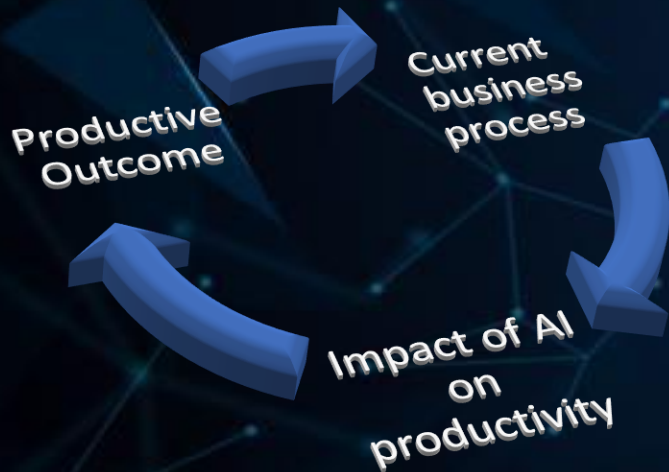 Current
business
process
Impact of AI
on
productivity
Productive
Outcome